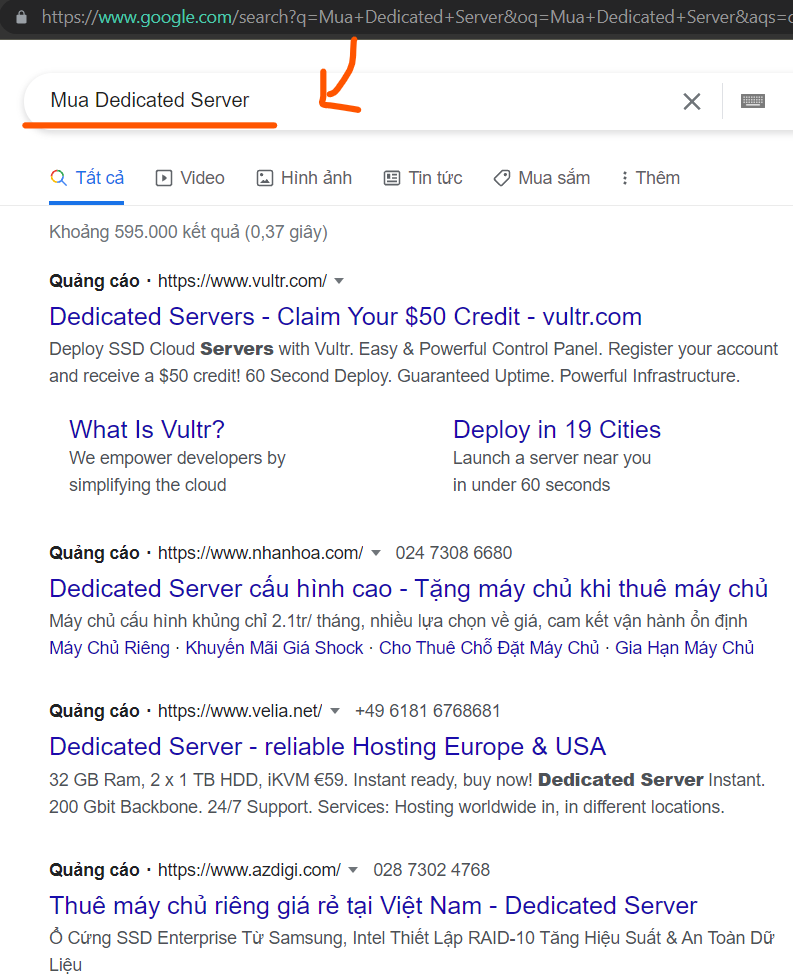 https://www.google.com/search?q=Mua+Dedicated+Server&oq=Mua+Dedicated+Server&aqs=c
Mua Dedicated Server
Tất cả Video Hình ảnh Tin tức Mua sắm Thêm
Khoảng 595.000 kết quả (0,37 giây)
Quảng cáo · https://www.vultr.com/
Dedicated Servers - Claim Your $50 Credit - vultr.com
Deploy SSD Cloud Servers with Vultr. Easy & Powerful Control Panel. Register your account
and receive a $50 credit! 60 Second Deploy. Guaranteed Uptime. Powerful Infrastructure.
What Is Vultr?
We empower developers by
simplifying the cloud
Deploy in 19 Cities
Launch a server near you
in under 60 seconds
Quảng cáo · https://www.nhanhoa.com/ 024 7308 6680
Dedicated Server cấu hình cao - Tặng máy chủ khi thuê máy chủ
Máy chủ cấu hình khủng chỉ 2.1tr/ tháng, nhiều lựa chọn về giá, cam kết vận hành ổn định
Máy Chủ Riêng · Khuyến Mãi Giá Shock · Cho Thuê Chỗ Đặt Máy Chủ · Gia Hạn Máy Chủ
Quảng cáo · https://www.velia.net/ +49 6181 6768681
Dedicated Server - reliable Hosting Europe & USA
32 GB Ram, 2 x 1 TB HDD, iKVM €59. Instant ready, buy now! Dedicated Server Instant.
200 Gbit Backbone. 24/7 Support. Services: Hosting worldwide in, in different locations.
Quảng cáo · https://www.azdigi.com/ 028 7302 4768
Thuê máy chủ riêng giá rẻ tại Việt Nam - Dedicated Server
Ổ Cứng SSD Enterprise Từ Samsung, Intel Thiết Lập RAID-10 Tăng Hiệu Suất & An Toàn Dữ
Liệu